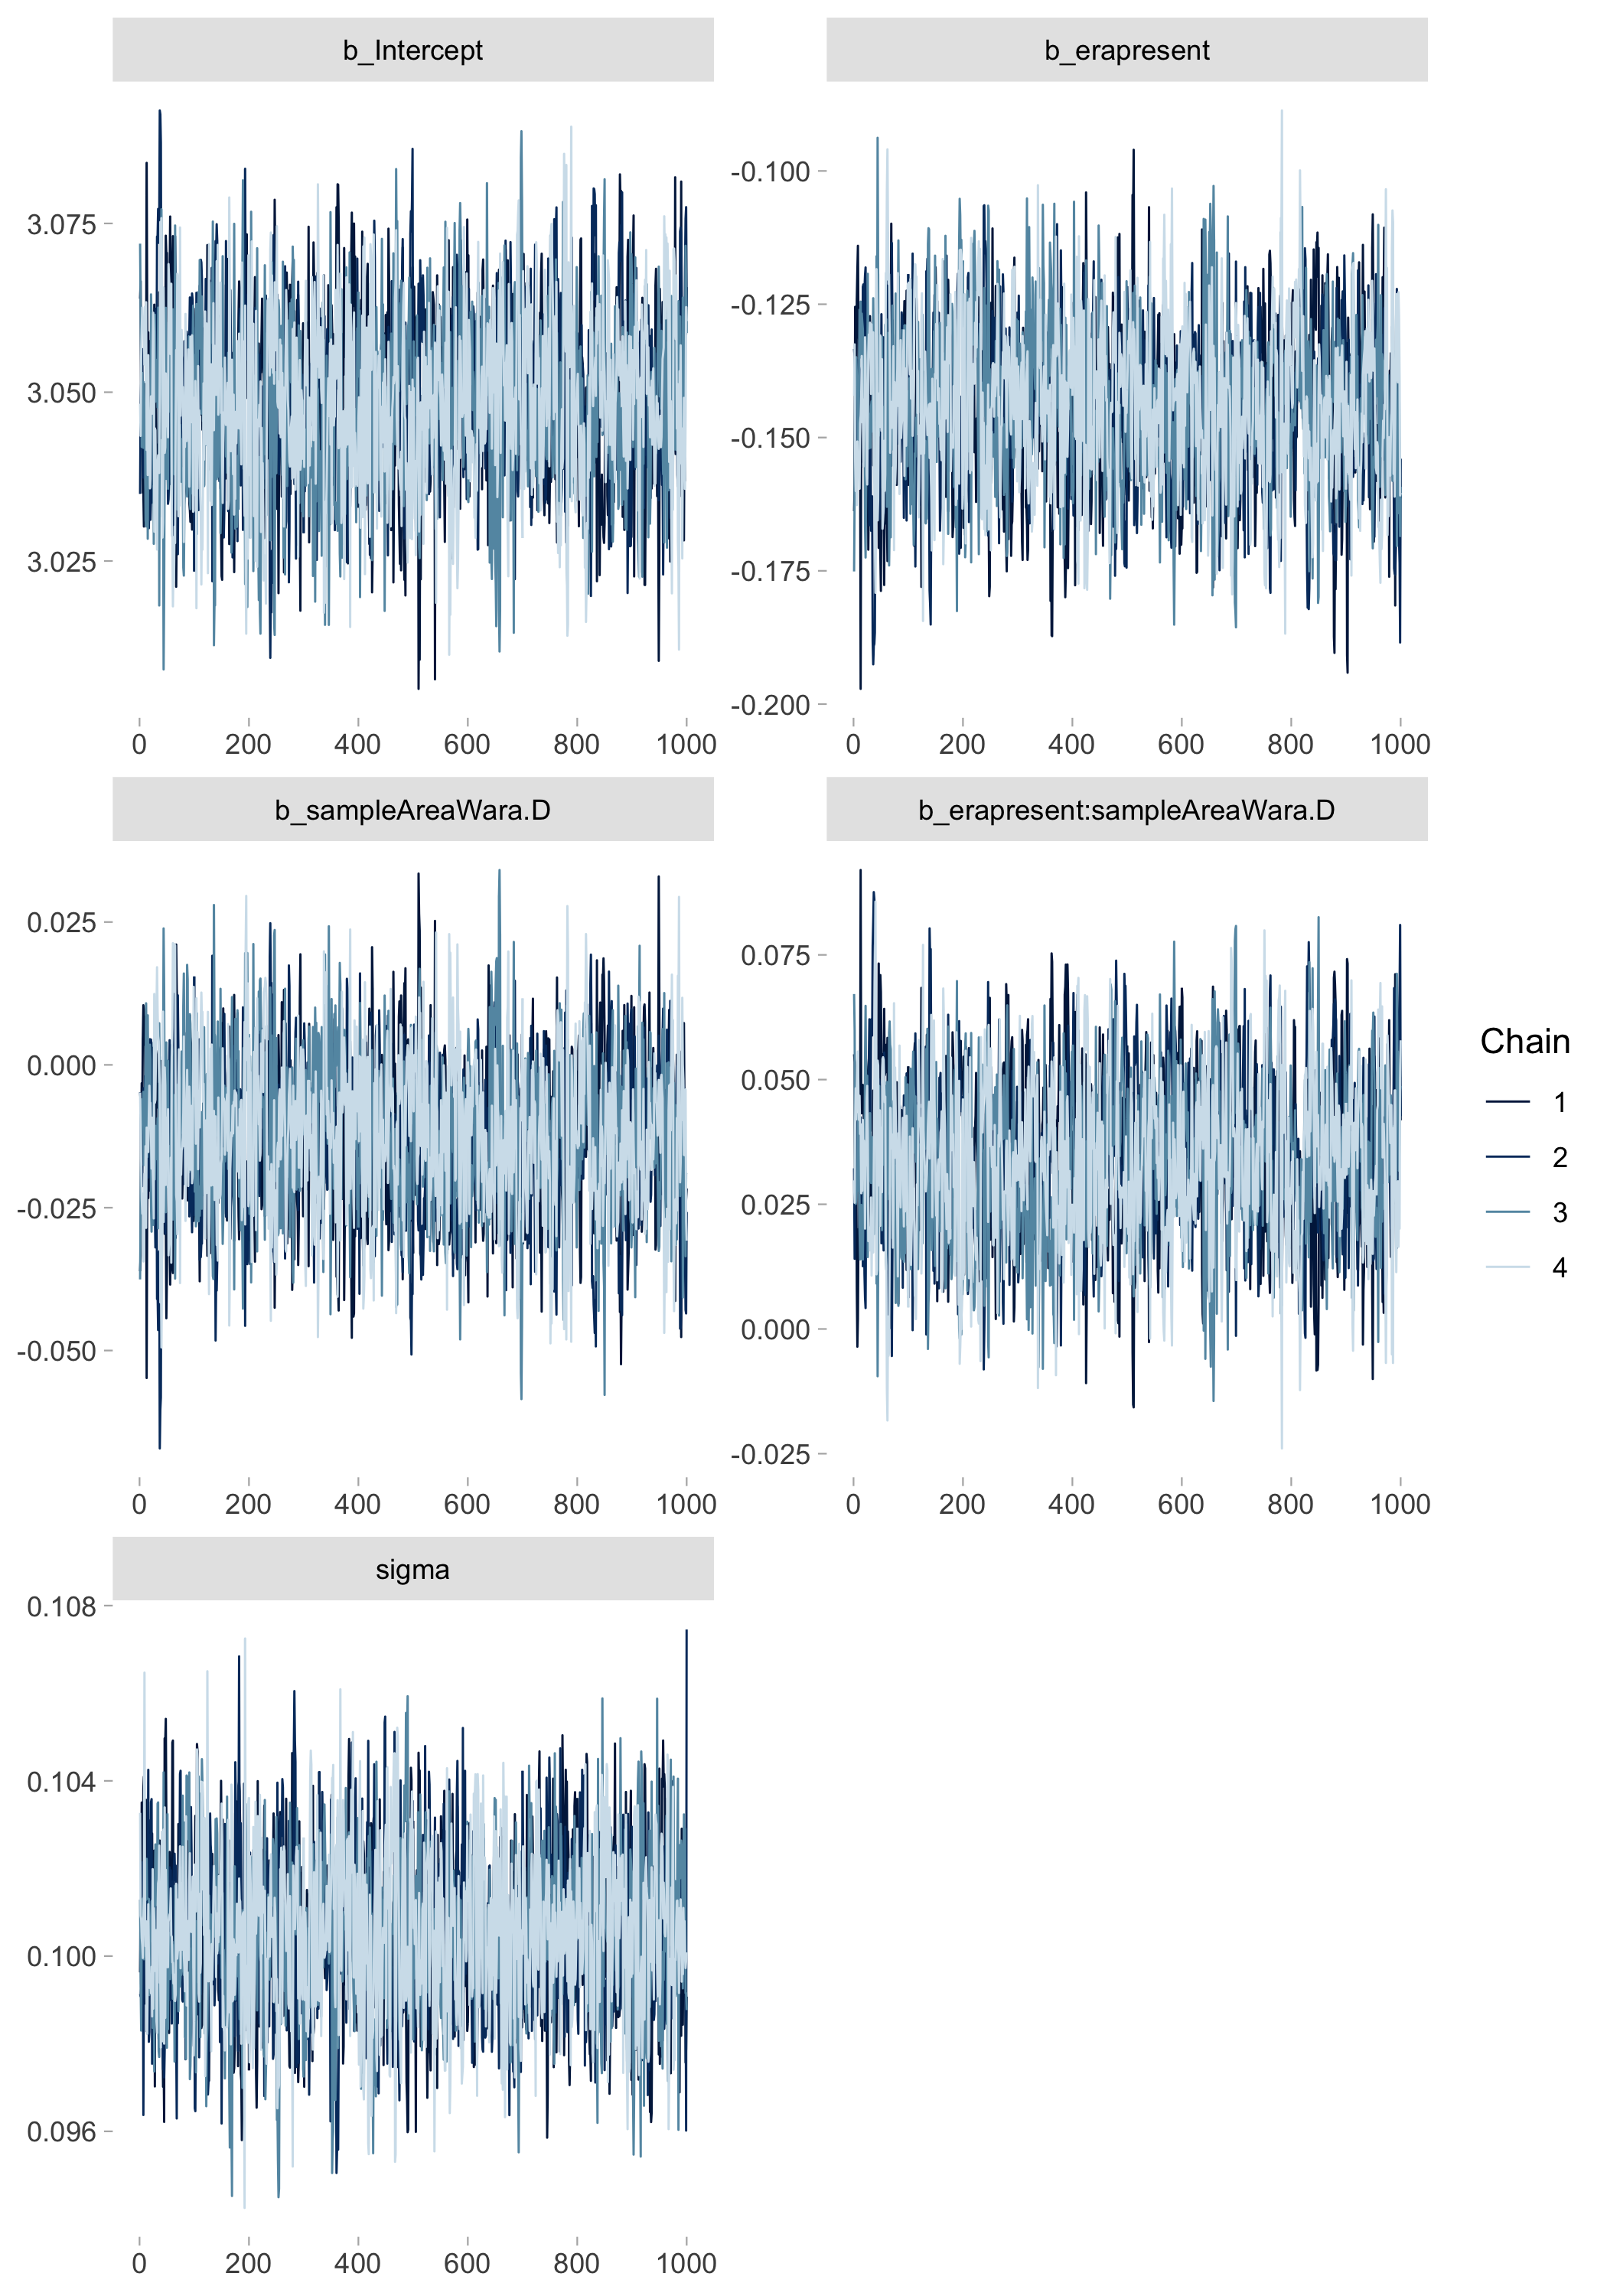 b_Intercept
b_erapresent
3.075
3.050
3.025
-0.100
-0.125
-0.150
-0.175
-0.200
0 200 400 600 800 1000
0 200 400 600 800 1000
b_sampleAreaWara.D
b_erapresent:sampleAreaWara.D
0.025
0.000
-0.025
-0.050
0.075
0.050
0.025
0.000
-0.025
0 200 400 600 800 1000
0 200 400 600 800 1000
Chain
1
2
3
4
sigma
0.108
0.104
0.100
0.096
0 200 400 600 800 1000